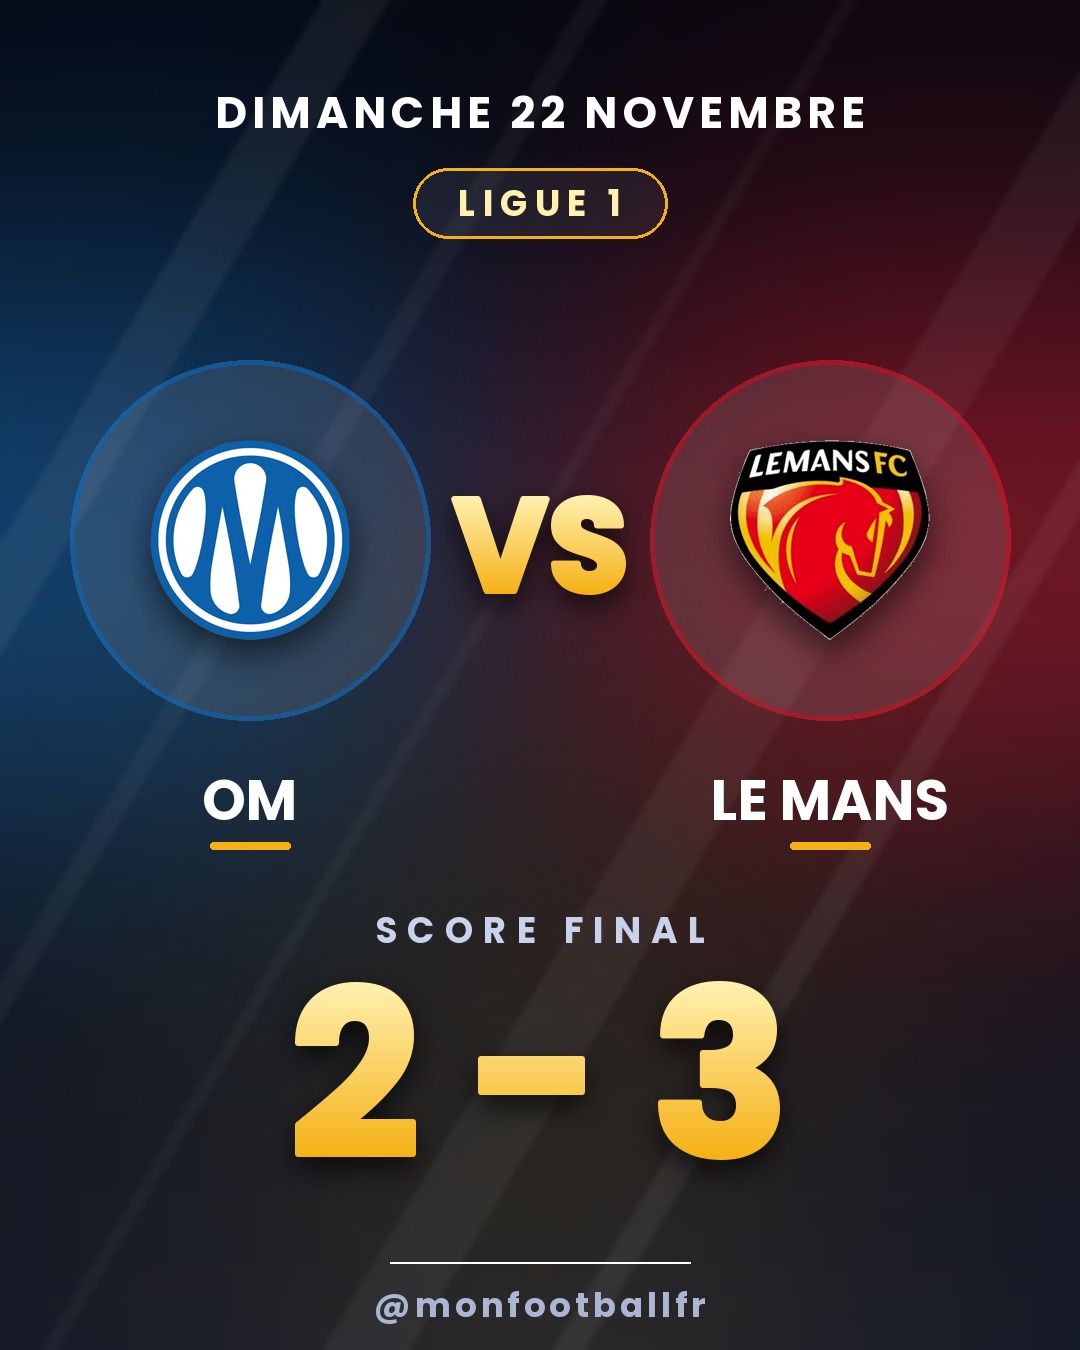 DIMANCHE 22 NOVEMBRE
LIGUE 1
LEMANS FC
VS
OM
LE MANS
SCORE FINAL
2 - 3
@monfootballfr